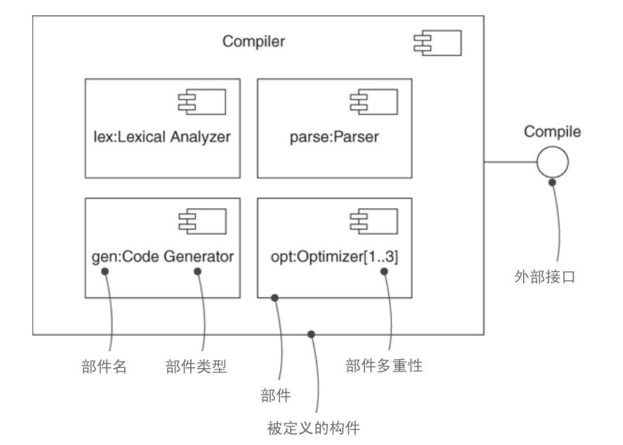 Compiler
lex:Lexical Analyzer
parse:Parser
Compile
gen:Code Generator
opt:Optimizer[1..3]
外部接口
部件名
部件类型
部件多重性
部件
被定义的构件